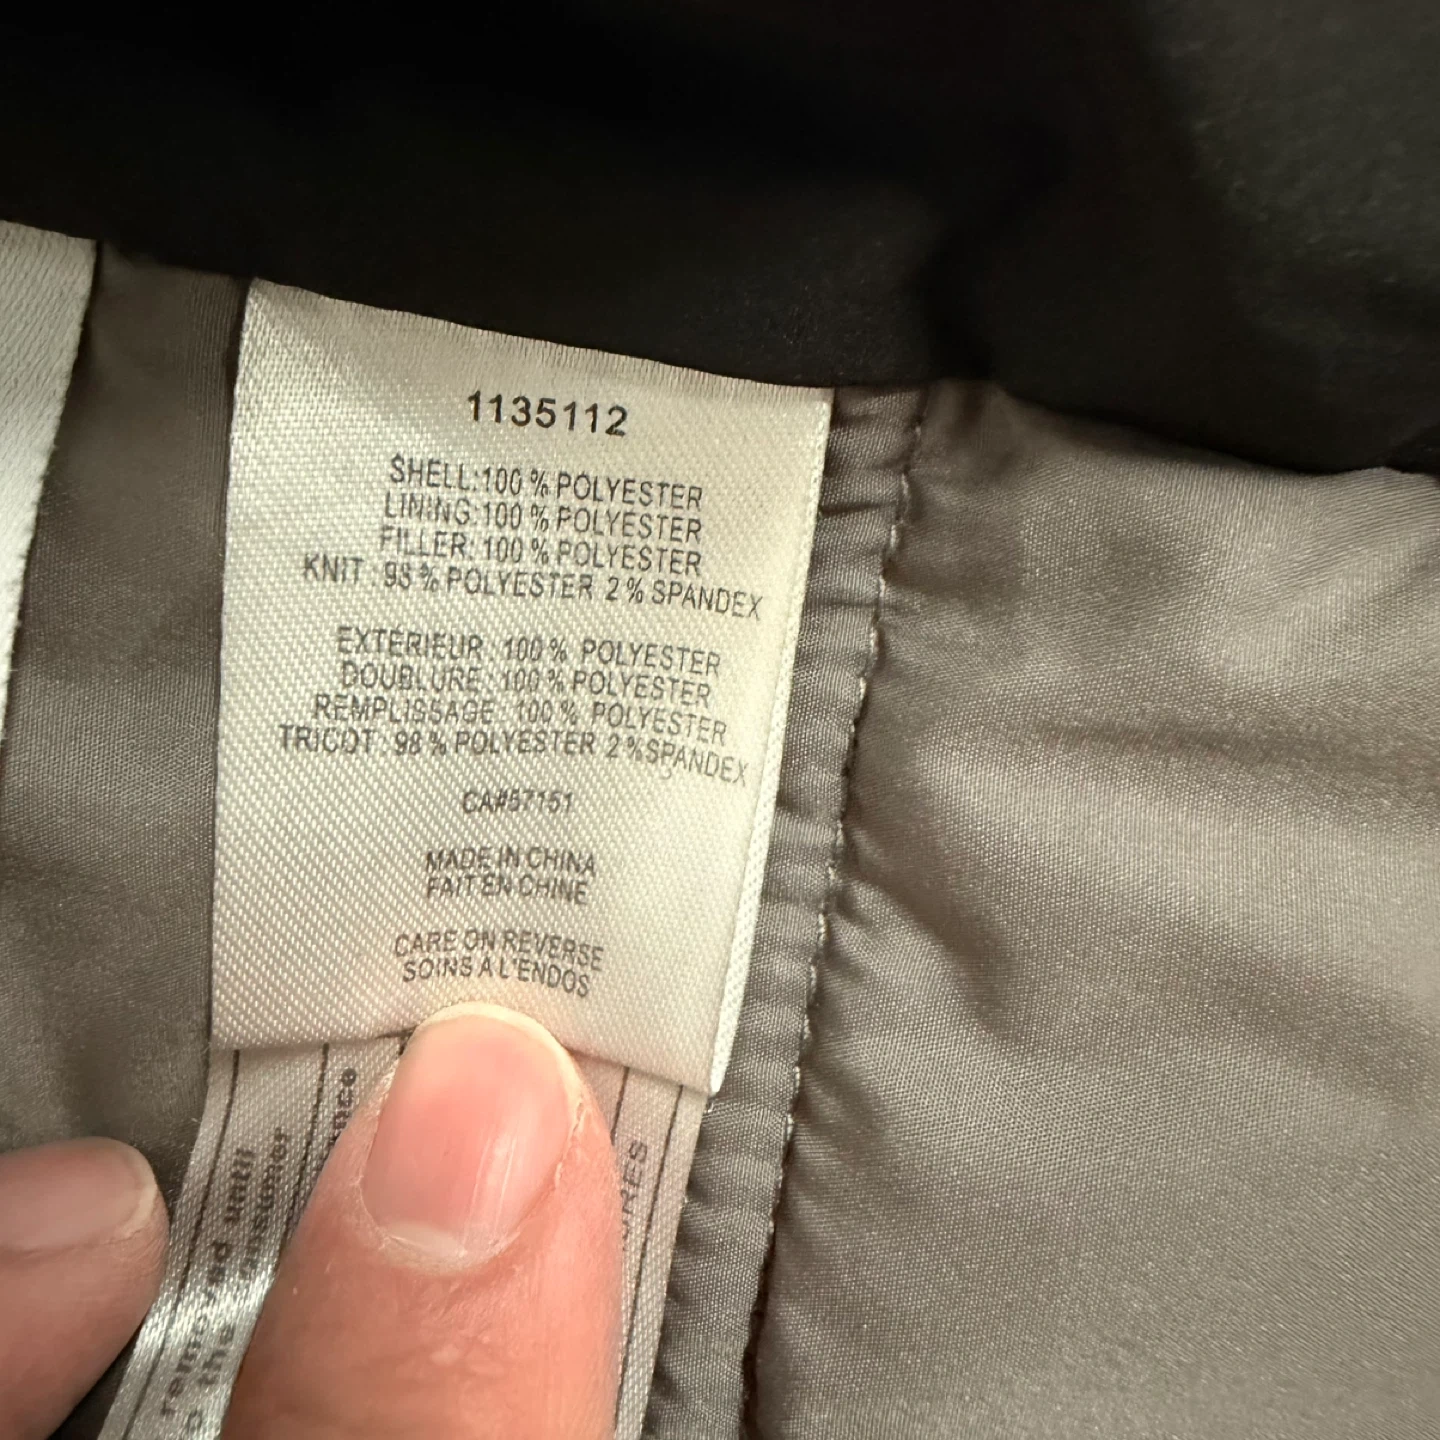 1135112
SHELL:100 % POLYESTER
LINING:100 % POLYESTER
FILLER: 100 % POLYESTER
KNIT : 98 % POLYESTER 2 % SPANDEX
EXTÉRIEUR : 100 % POLYESTER
DOUBLURE : 100 % POLYESTER
REMPLISSAGE : 100 % POLYESTER
TRICOT : 98 % POLYESTER 2 %SPANDEX
CA#57151
MADE IN CHINA
FAIT EN CHINE
CARE ON REVERSE
SOINS A L'ENDOS
until
the